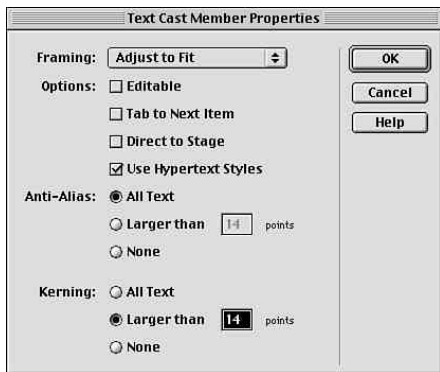 Text Cast Member Properties
Framing: Adjust to Fit
OK
Options: Editable
Cancel
Tab to Next Item
Help
Direct to Stage
Use Hypertext Styles
Anti-Alias: All Text
Larger than 14 points
None
Kerning: All Text
Larger than 14 points
None